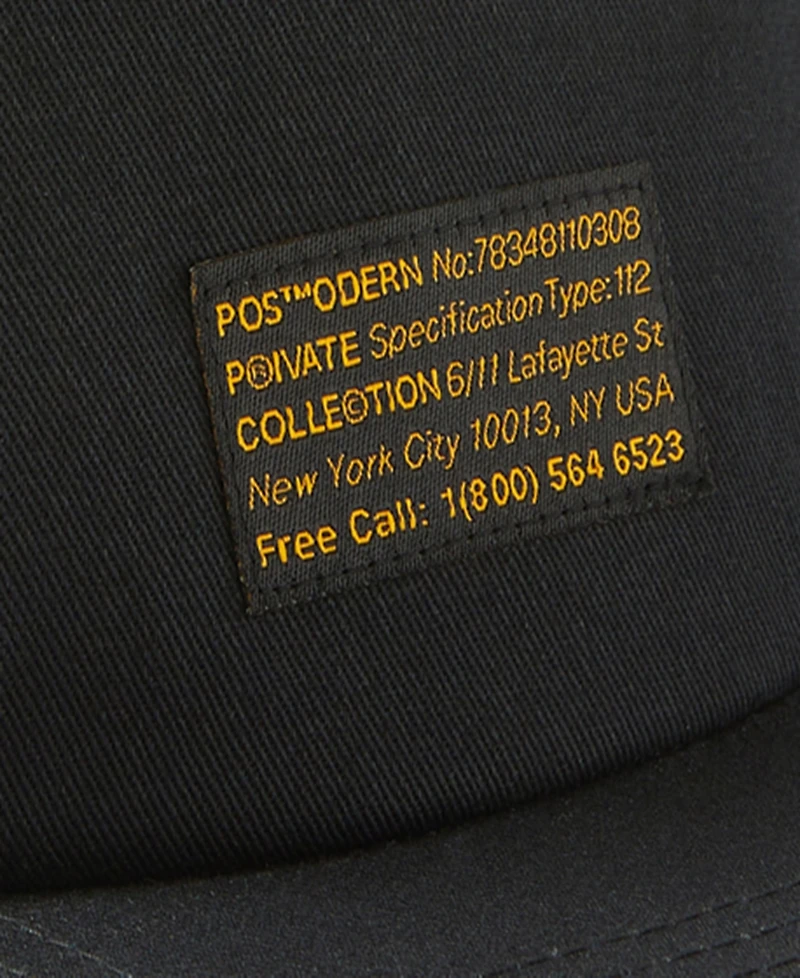 POS™ODERN No:78348110308
P®IVATE Specification Type:112
COLLE©TION 6/11 Lafayette St
New York City 10013, NY USA
Free Call: 1(800) 564 6523